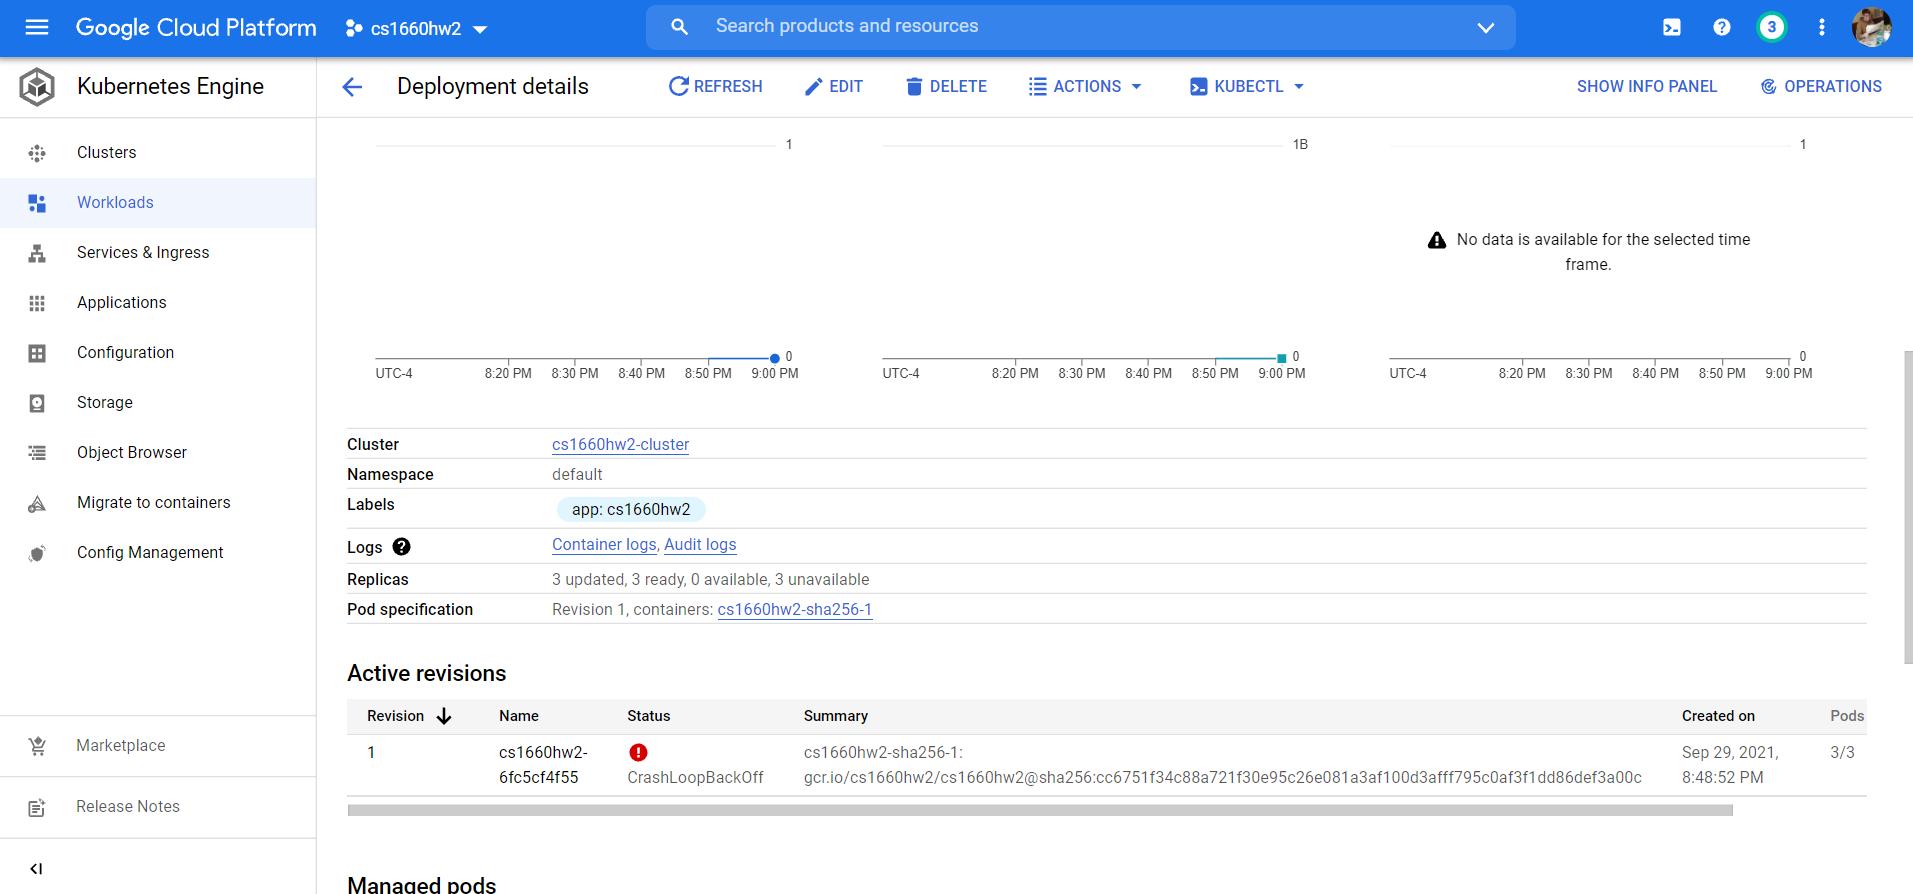 Google Cloud Platform
cs1660hw2
Search products and resources
3
Kubernetes Engine
Deployment details
REFRESH
EDIT
DELETE
ACTIONS
KUBECTL
SHOW INFO PANEL
OPERATIONS
Clusters
Workloads
Services & Ingress
Applications
Configuration
Storage
Object Browser
Migrate to containers
Config Management
Marketplace
Release Notes
1
1B
1
No data is available for the selected time
frame.
0
UTC-4 8:20 PM 8:30 PM 8:40 PM 8:50 PM 9:00 PM
0
UTC-4 8:20 PM 8:30 PM 8:40 PM 8:50 PM 9:00 PM
0
UTC-4 8:20 PM 8:30 PM 8:40 PM 8:50 PM 9:00 PM
Cluster cs1660hw2-cluster
Namespace default
Labels app: cs1660hw2
Logs ? Container logs, Audit logs
Replicas 3 updated, 3 ready, 0 available, 3 unavailable
Pod specification Revision 1, containers: cs1660hw2-sha256-1
Active revisions
Revision Name Status Summary Created on Pods
1 cs1660hw2- cs1660hw2-sha256-1: Sep 29, 2021, 3/3
6fc5cf4f55 CrashLoopBackOff gcr.io/cs1660hw2/cs1660hw2@sha256:cc6751f34c88a721f30e95c26e081a3af100d3afff795c0af3f1dd86def3a00c 8:48:52 PM
Managed pods